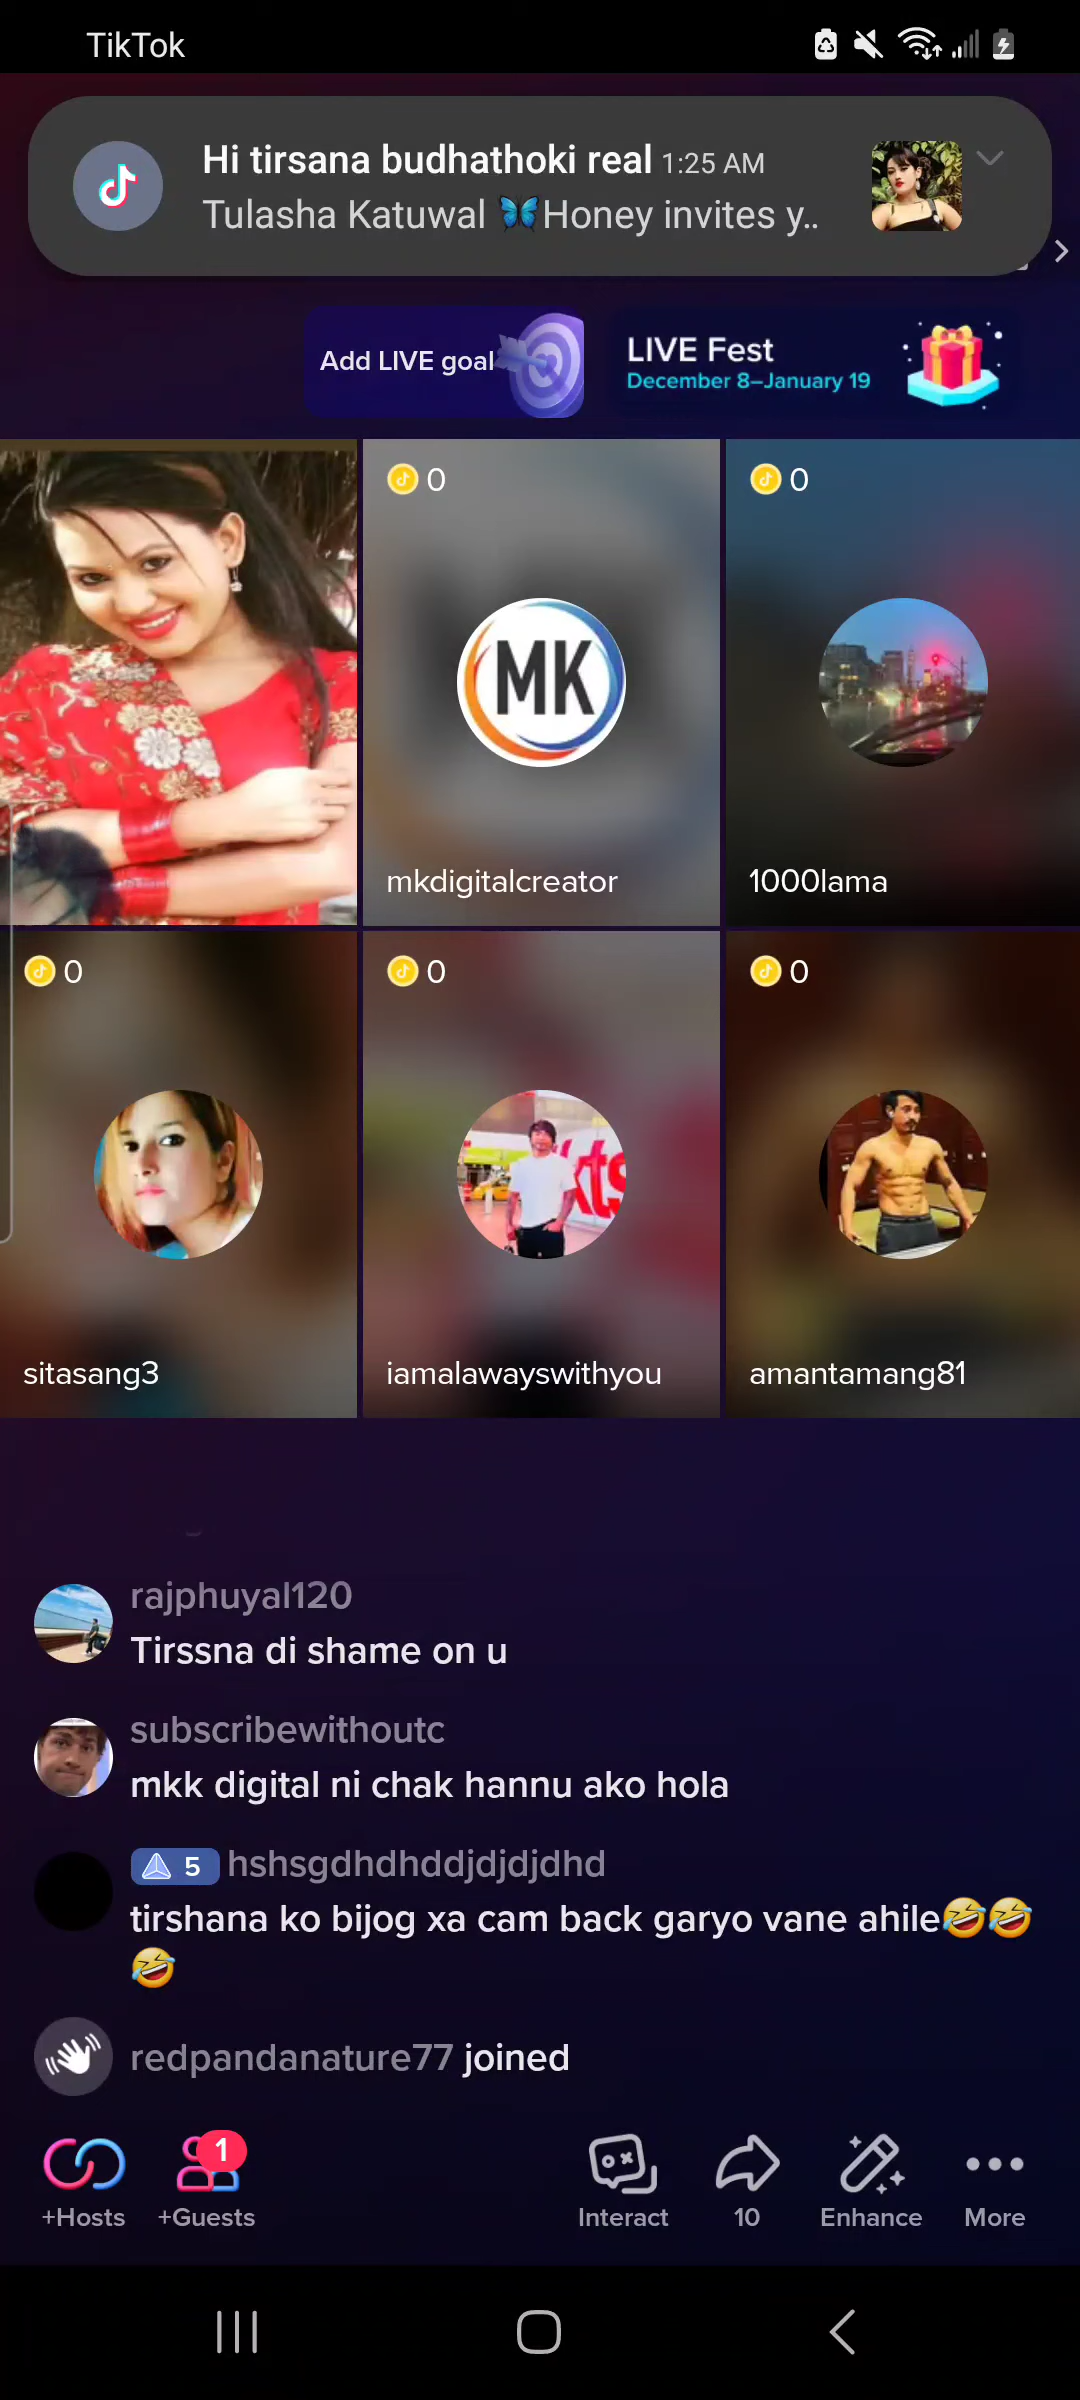 TikTok
Hi tirsana budhathoki real 1:25 AM
Tulasha Katuwal 🦋Honey invites y..
Add LIVE goal
LIVE Fest
December 8–January 19
0
0
MK
mkdigitalcreator
1000lama
0
0
0
kts
sitasang3
iamalawayswithyou
amantamang81
rajphuyal120
Tirssna di shame on u
subscribewithoutc
mkk digital ni chak hannu ako hola
5 hshsgdhdhddjdjdjdhd
tirshana ko bijog xa cam back garyo vane ahile🤣🤣
🤣
redpandanature77 joined
1
+Hosts
+Guests
Interact
10
Enhance
More